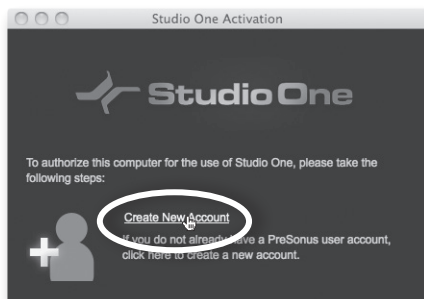 Studio One Activation
Studio One
To authorize this computer for the use of Studio One, please take the
following steps:
Create New Account
If you do not already have a PreSonus user account,
click here to create a new account.